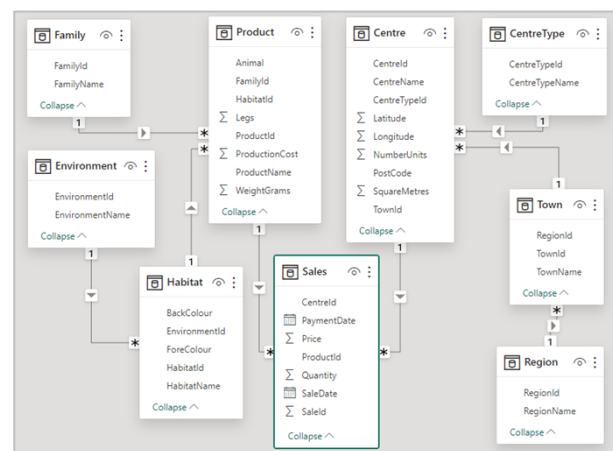 Family
FamilyId
FamilyName
Collapse
Product
Animal
FamilyId
HabitatId
Σ Legs
ProductId
Σ ProductionCost
ProductName
Σ WeightGrams
Collapse
Centre
CentreId
CentreName
CentreTypeId
Σ Latitude
Σ Longitude
Σ NumberUnits
PostCode
Σ SquareMetres
TownId
Collapse
CentreType
CentreTypeId
CentreTypeName
Collapse
1
*
*
1
*
*
1
1
Environment
EnvironmentId
EnvironmentName
Collapse
1
*
Town
RegionId
TownId
TownName
Collapse
*
1
Habitat
BackColour
EnvironmentId
ForeColour
HabitatId
HabitatName
Collapse
1
*
Sales
CentreId
PaymentDate
Σ Price
ProductId
Σ Quantity
SaleDate
Σ SaleId
Collapse
1
*
Region
RegionId
RegionName
Collapse